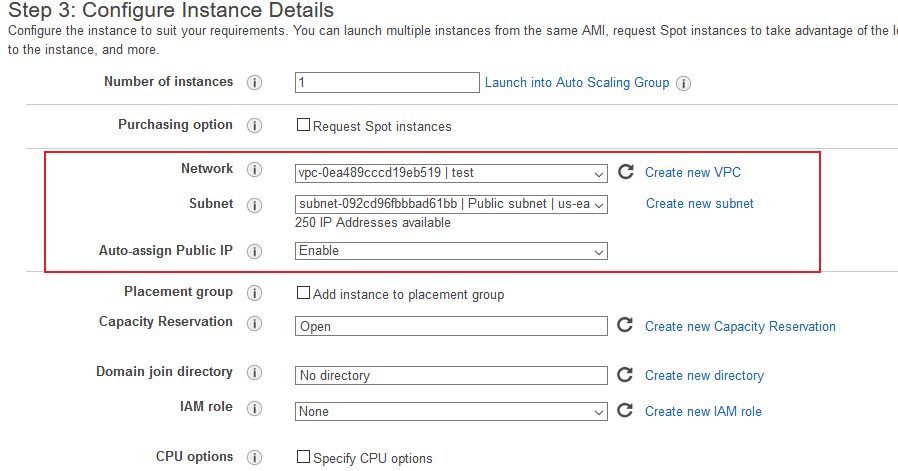 Step 3: Configure Instance Details
Configure the instance to suit your requirements. You can launch multiple instances from the same AMI, request Spot instances to take advantage of the
to the instance, and more.
Number of instances 1 Launch into Auto Scaling Group
Purchasing option Request Spot instances
Network vpc-0ea489cccd19eb519 | test Create new VPC
Subnet subnet-092cd96fbbbad61bb | Public subnet | us-ea Create new subnet
250 IP Addresses available
Auto-assign Public IP Enable
Placement group Add instance to placement group
Capacity Reservation Open Create new Capacity Reservation
Domain join directory No directory Create new directory
IAM role None Create new IAM role
CPU options Specify CPU options